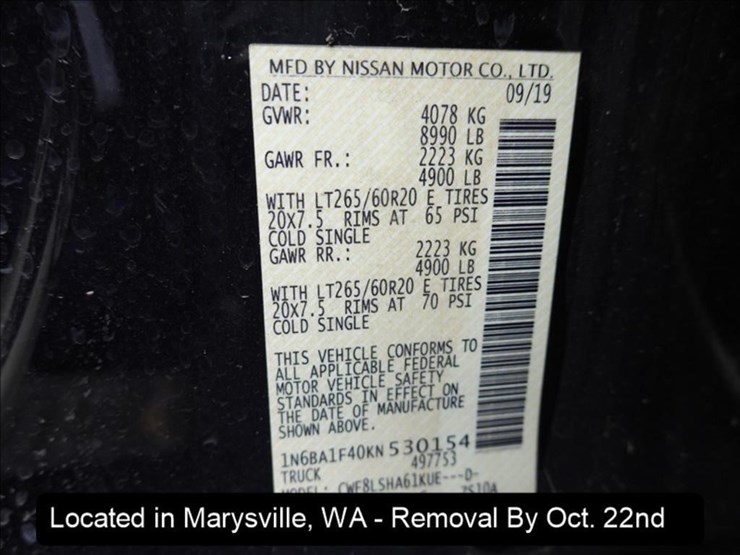 MFD BY NISSAN MOTOR CO., LTD.
DATE: 09/19
GVWR: 4078 KG
8990 LB
GAWR FR.: 2223 KG
4900 LB
WITH LT265/60R20 E TIRES
20X7.5 RIMS AT 65 PSI
COLD SINGLE
GAWR RR.: 2223 KG
4900 LB
WITH LT265/60R20 E TIRES
20X7.5 RIMS AT 70 PSI
COLD SINGLE
THIS VEHICLE CONFORMS TO
ALL APPLICABLE FEDERAL
MOTOR VEHICLE SAFETY
STANDARDS IN EFFECT ON
THE DATE OF MANUFACTURE
SHOWN ABOVE.
1N6BA1F40KN530154
TRUCK 497753
MODEL: CWF8LSHA61KUE---D-
7S10A
Located in Marysville, WA - Removal By Oct. 22nd